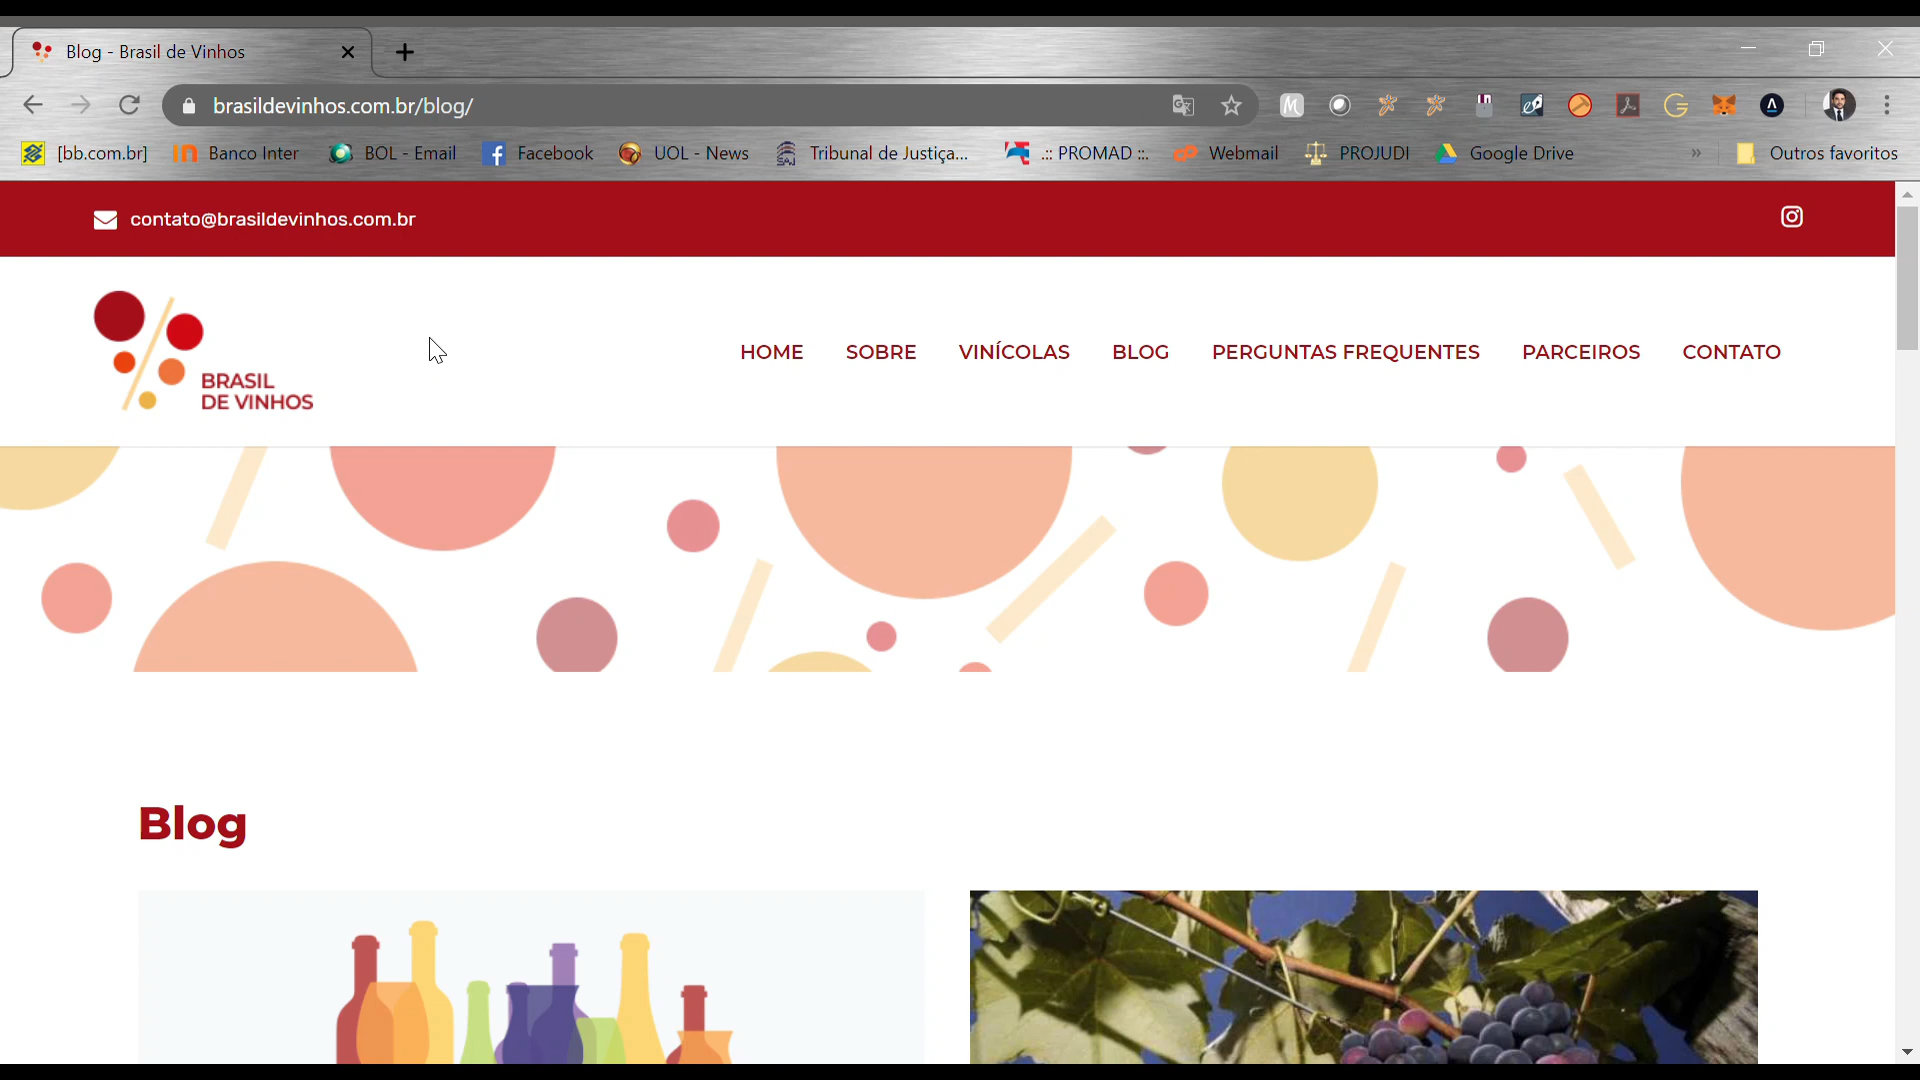 Blog - Brasil de Vinhos
brasildevinhos.com.br/blog/
[bb.com.br] Banco Inter BOL - Email Facebook UOL - News Tribunal de Justiça... .:: PROMAD ::. Webmail PROJUDI Google Drive » Outros favoritos
contato@brasildevinhos.com.br
BRASIL
DE VINHOS
HOME SOBRE VINÍCOLAS BLOG PERGUNTAS FREQUENTES PARCEIROS CONTATO
Blog